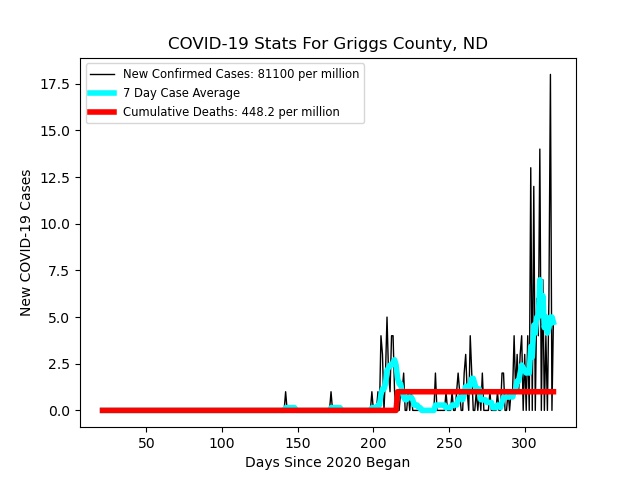 COVID-19 Stats For Griggs County, ND
New Confirmed Cases: 81100 per million
7 Day Case Average
Cumulative Deaths: 448.2 per million
17.5
15.0
12.5
10.0
7.5
5.0
2.5
0.0
New COVID-19 Cases
50 100 150 200 250 300
Days Since 2020 Began